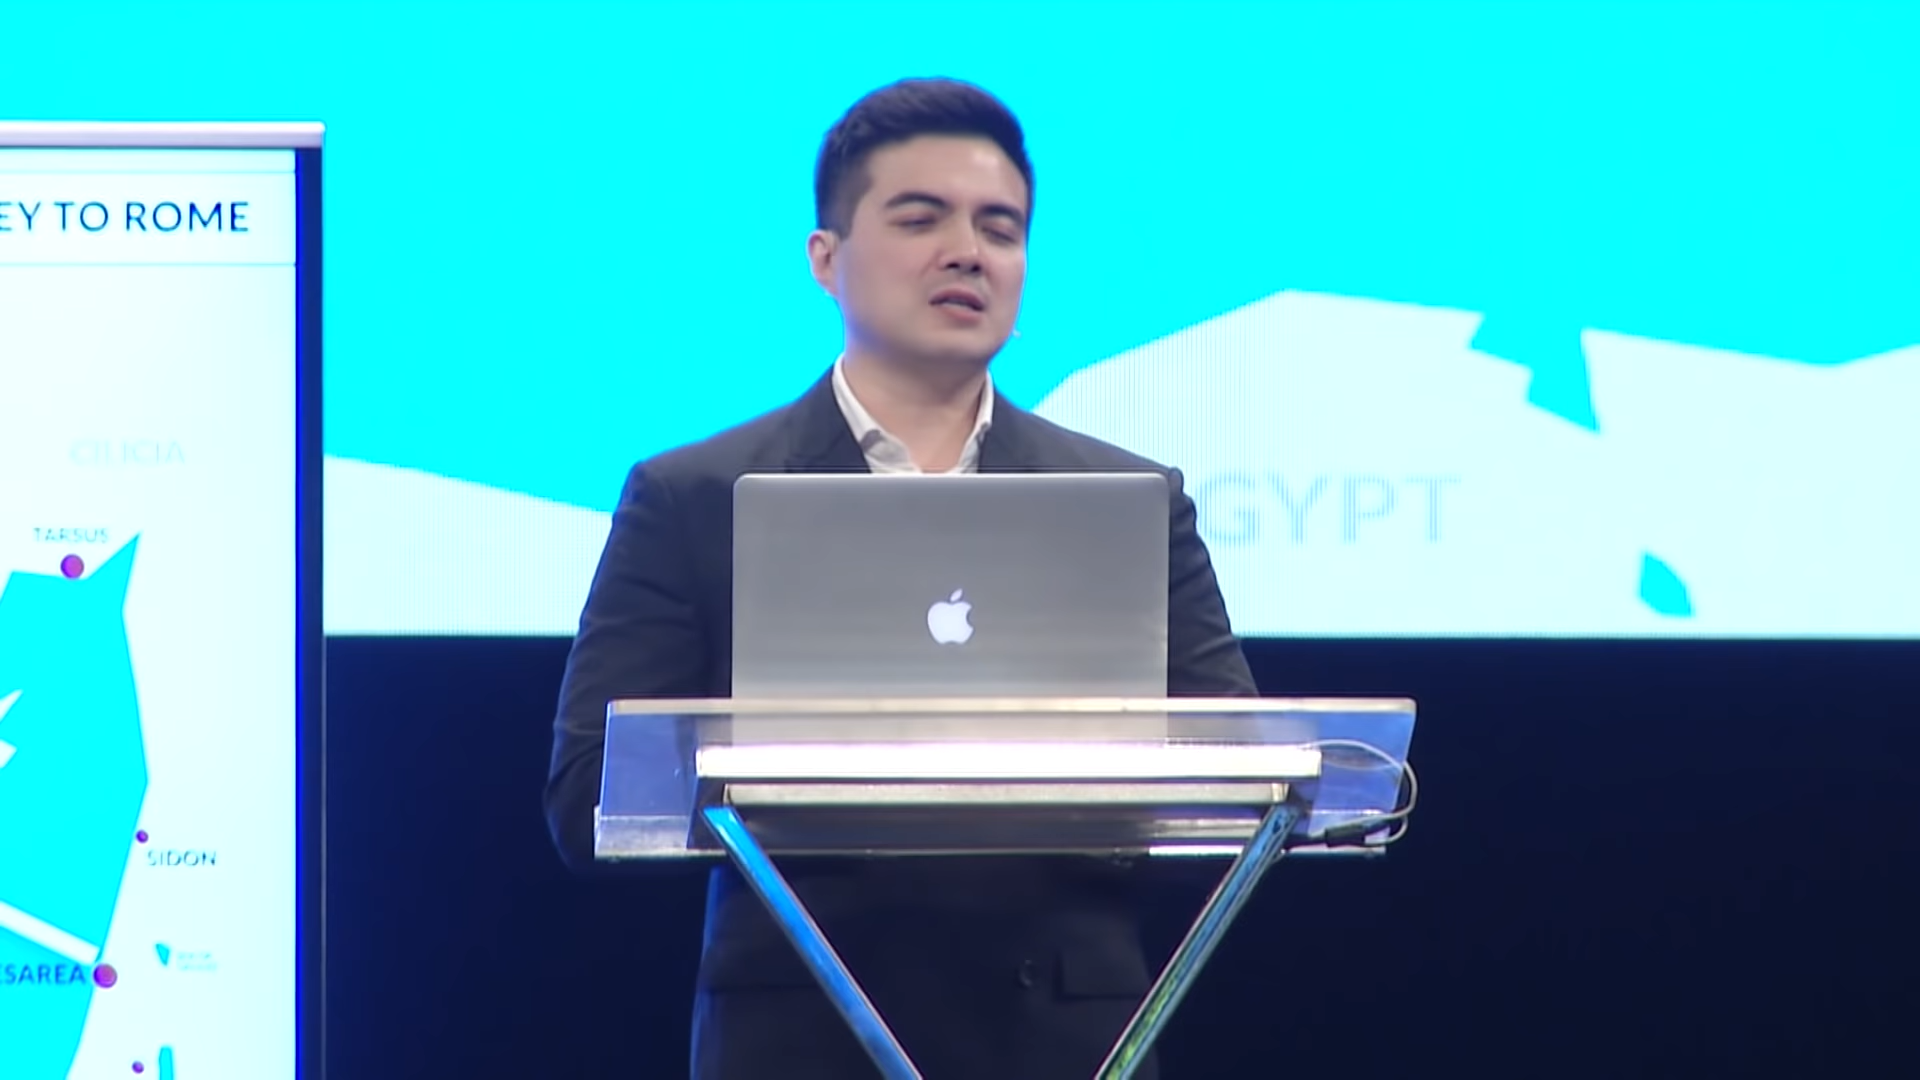 EY TO ROME
CILICIA
TARSUS
GYPT
SIDON
ESAREA